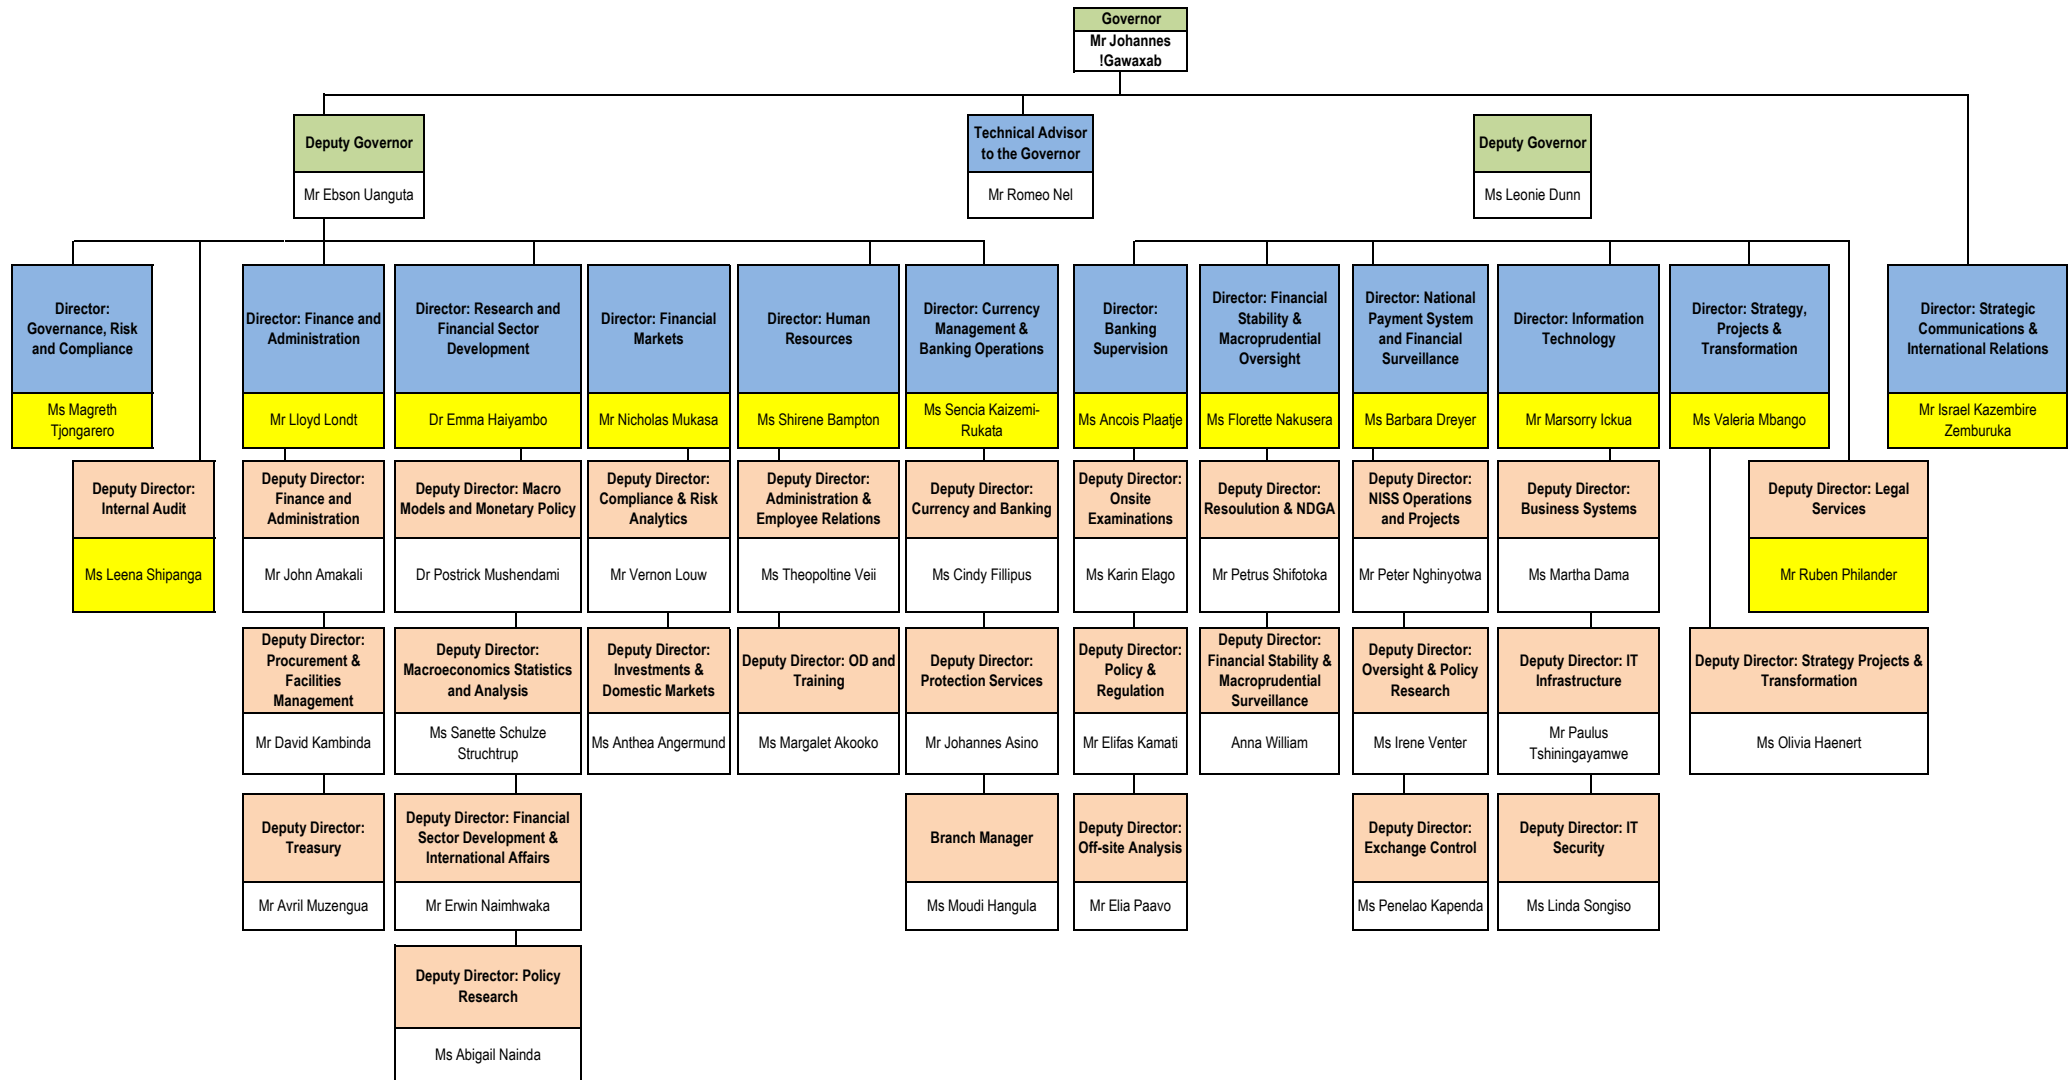 Governor
Mr Johannes
!Gawaxab
Deputy Governor
Mr Ebson Uanguta
Technical Advisor
to the Governor
Mr Romeo Nel
Deputy Governor
Ms Leonie Dunn
Director:
Governance, Risk
and Compliance
Ms Magreth
Tjongarero
Director: Finance and
Administration
Mr Lloyd Londt
Director: Research and
Financial Sector
Development
Dr Emma Haiyambo
Director: Financial
Markets
Mr Nicholas Mukasa
Director: Human
Resources
Ms Shirene Bampton
Director: Currency
Management &
Banking Operations
Ms Sencia Kaizemi-
Rukata
Director:
Banking
Supervision
Ms Ancois Plaatje
Director: Financial
Stability &
Macroprudential
Oversight
Ms Florette Nakusera
Director: National
Payment System
and Financial
Surveillance
Ms Barbara Dreyer
Director: Information
Technology
Mr Marsorry Ickua
Director: Strategy,
Projects &
Transformation
Ms Valeria Mbango
Director: Strategic
Communications &
International Relations
Mr Israel Kazembire
Zemburuka
Deputy Director:
Internal Audit
Ms Leena Shipanga
Deputy Director:
Finance and
Administration
Mr John Amakali
Deputy Director: Macro
Models and Monetary Policy
Dr Postrick Mushendami
Deputy Director:
Compliance & Risk
Analytics
Mr Vernon Louw
Deputy Director:
Administration &
Employee Relations
Ms Theopoltine Veii
Deputy Director:
Currency and Banking
Ms Cindy Fillipus
Deputy Director:
Onsite
Examinations
Ms Karin Elago
Deputy Director:
Resoulution & NDGA
Mr Petrus Shifotoka
Deputy Director:
NISS Operations
and Projects
Mr Peter Nghinyotwa
Deputy Director:
Business Systems
Ms Martha Dama
Deputy Director: Legal
Services
Mr Ruben Philander
Deputy Director:
Procurement &
Facilities
Management
Mr David Kambinda
Deputy Director:
Macroeconomics Statistics
and Analysis
Ms Sanette Schulze
Struchtrup
Deputy Director:
Investments &
Domestic Markets
Ms Anthea Angermund
Deputy Director: OD and
Training
Ms Margalet Akooko
Deputy Director:
Protection Services
Mr Johannes Asino
Deputy Director:
Policy &
Regulation
Mr Elifas Kamati
Deputy Director:
Financial Stability &
Macroprudential
Surveillance
Anna William
Deputy Director:
Oversight & Policy
Research
Ms Irene Venter
Deputy Director: IT
Infrastructure
Mr Paulus
Tshiningayamwe
Deputy Director: Strategy Projects &
Transformation
Ms Olivia Haenert
Deputy Director:
Treasury
Mr Avril Muzengua
Deputy Director: Financial
Sector Development &
International Affairs
Mr Erwin Naimhwaka
Branch Manager
Ms Moudi Hangula
Deputy Director:
Off-site Analysis
Mr Elia Paavo
Deputy Director:
Exchange Control
Ms Penelao Kapenda
Deputy Director: IT
Security
Ms Linda Songiso
Deputy Director: Policy
Research
Ms Abigail Nainda